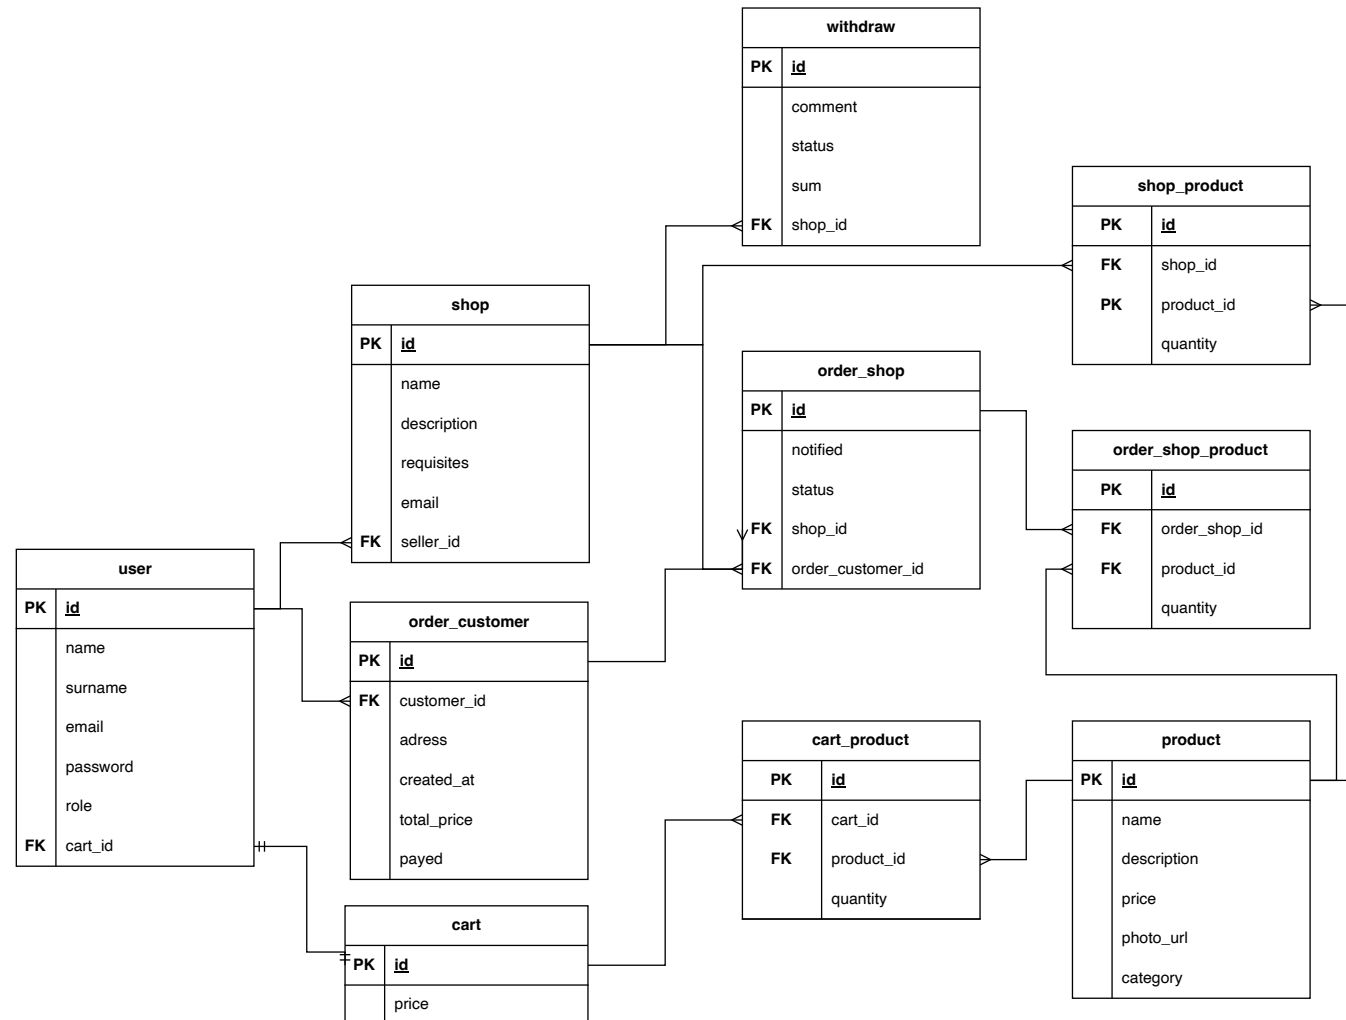 withdraw
PK id
comment
status
sum
FK shop_id
shop_product
PK id
FK shop_id
PK product_id
quantity
shop
PK id
name
description
requisites
email
FK seller_id
order_shop
PK id
notified
status
FK shop_id
FK order_customer_id
order_shop_product
PK id
FK order_shop_id
FK product_id
quantity
user
PK id
name
surname
email
password
role
FK cart_id
order_customer
PK id
FK customer_id
adress
created_at
total_price
payed
cart_product
PK id
FK cart_id
FK product_id
quantity
product
PK id
name
description
price
photo_url
category
cart
PK id
price